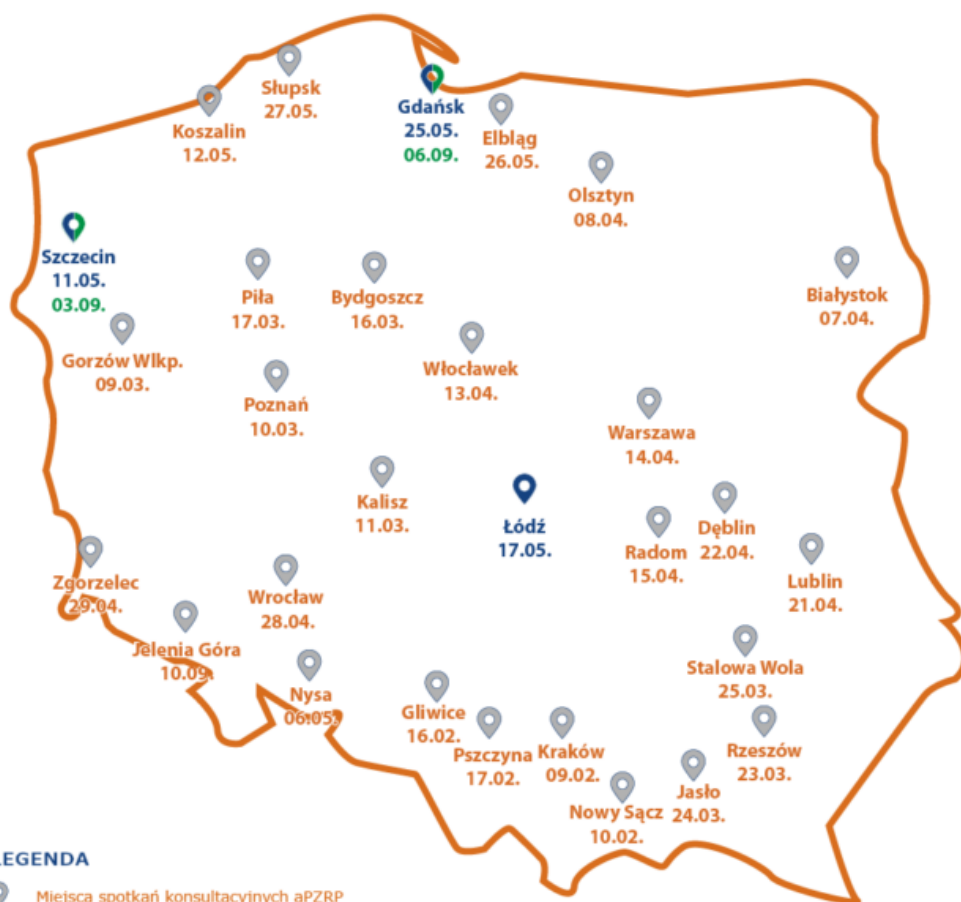 Słupsk
27.05.
Koszalin
12.05.
Gdańsk
25.05.
06.09.
Elbląg
26.05.
Olsztyn
08.04.
Szczecin
11.05.
03.09.
Piła
17.03.
Bydgoszcz
16.03.
Białystok
07.04.
Gorzów Wlkp.
09.03.
Włocławek
13.04.
Poznań
10.03.
Warszawa
14.04.
Kalisz
11.03.
Łódź
17.05.
Dęblin
22.04.
Radom
15.04.
Lublin
21.04.
Zgorzelec
29.04.
Wrocław
28.04.
Jelenia Góra
10.09.
Stalowa Wola
25.03.
Nysa
06.05.
Gliwice
16.02.
Pszczyna
17.02.
Kraków
09.02.
Rzeszów
23.03.
Jasło
24.03.
Nowy Sącz
10.02.
LEGENDA
Miejsca spotkań konsultacyjnych aPZRP